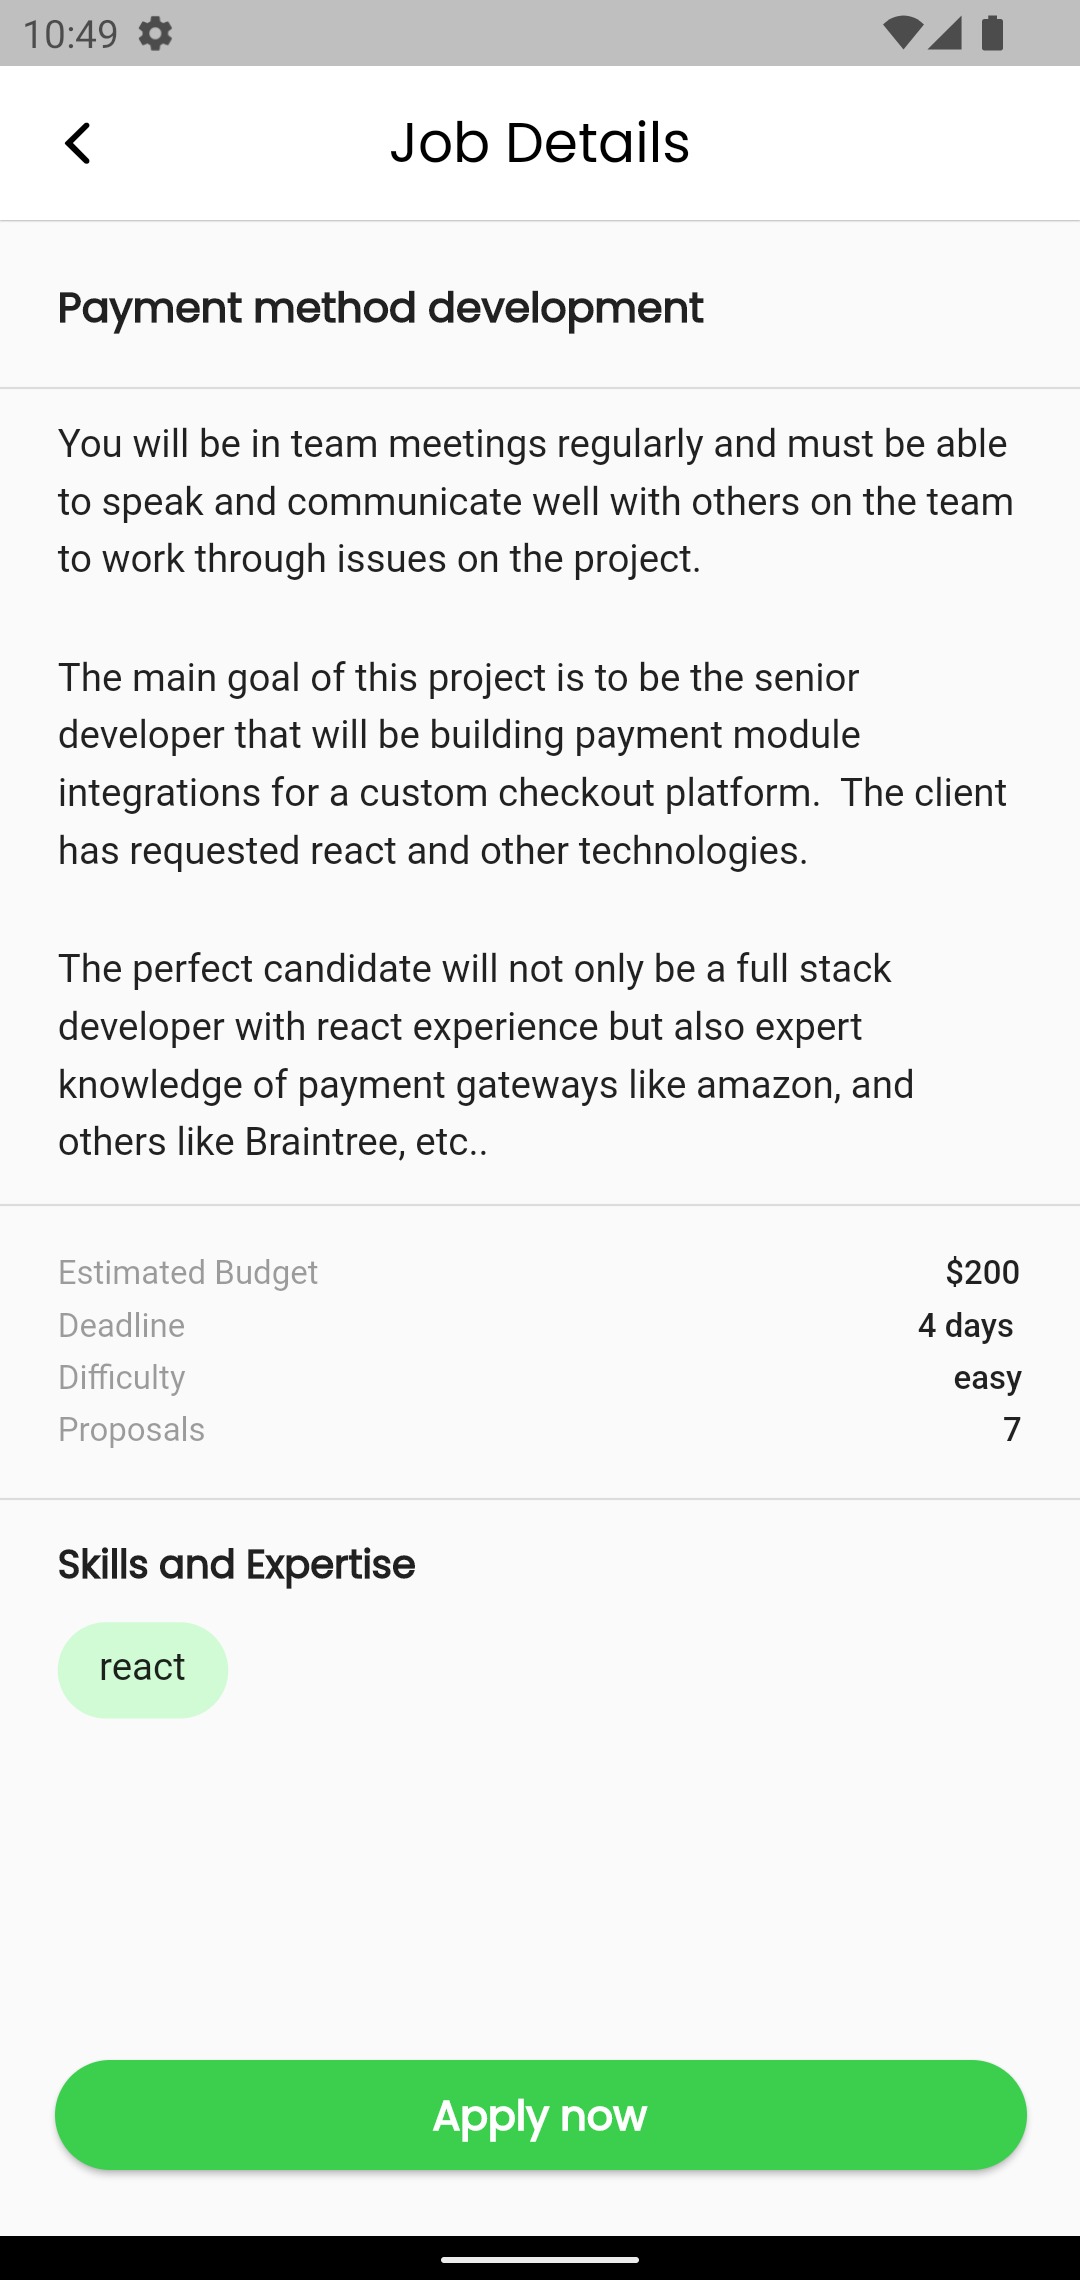 10:49
Job Details
Payment method development
You will be in team meetings regularly and must be able
to speak and communicate well with others on the team
to work through issues on the project.
The main goal of this project is to be the senior
developer that will be building payment module
integrations for a custom checkout platform.  The client
has requested react and other technologies.
The perfect candidate will not only be a full stack
developer with react experience but also expert
knowledge of payment gateways like amazon, and
others like Braintree, etc..
Estimated Budget $200
Deadline 4 days
Difficulty easy
Proposals 7
Skills and Expertise
react
Apply now